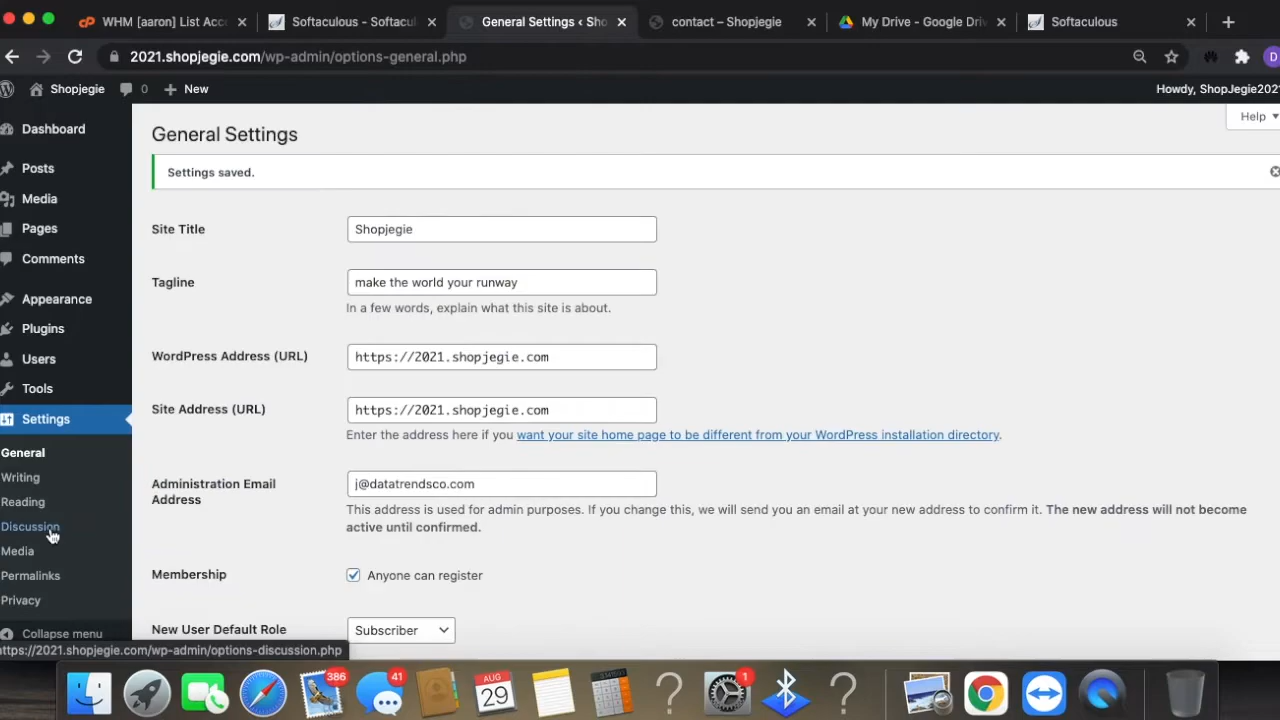 WHM [aaron] List Acc
Softaculous - Softacul
General Settings ‹ Sho
contact – Shopjegie
My Drive - Google Dri
Softaculous
2021.shopjegie.com/wp-admin/options-general.php
D
Shopjegie
0
New
Howdy, ShopJegie2021
Dashboard
Posts
Media
Pages
Comments
Appearance
Plugins
Users
Tools
Settings
General
Writing
Reading
Discussion
Media
Permalinks
Privacy
Collapse menu
https://2021.shopjegie.com/wp-admin/options-discussion.php
Help
General Settings
Settings saved.
Site Title
Shopjegie
Tagline
make the world your runway
In a few words, explain what this site is about.
WordPress Address (URL)
https://2021.shopjegie.com
Site Address (URL)
https://2021.shopjegie.com
Enter the address here if you want your site home page to be different from your WordPress installation directory.
Administration Email
Address
j@datatrendsco.com
This address is used for admin purposes. If you change this, we will send you an email at your new address to confirm it. The new address will not become
active until confirmed.
Membership
Anyone can register
New User Default Role
Subscriber
386
41
AUG
29
1